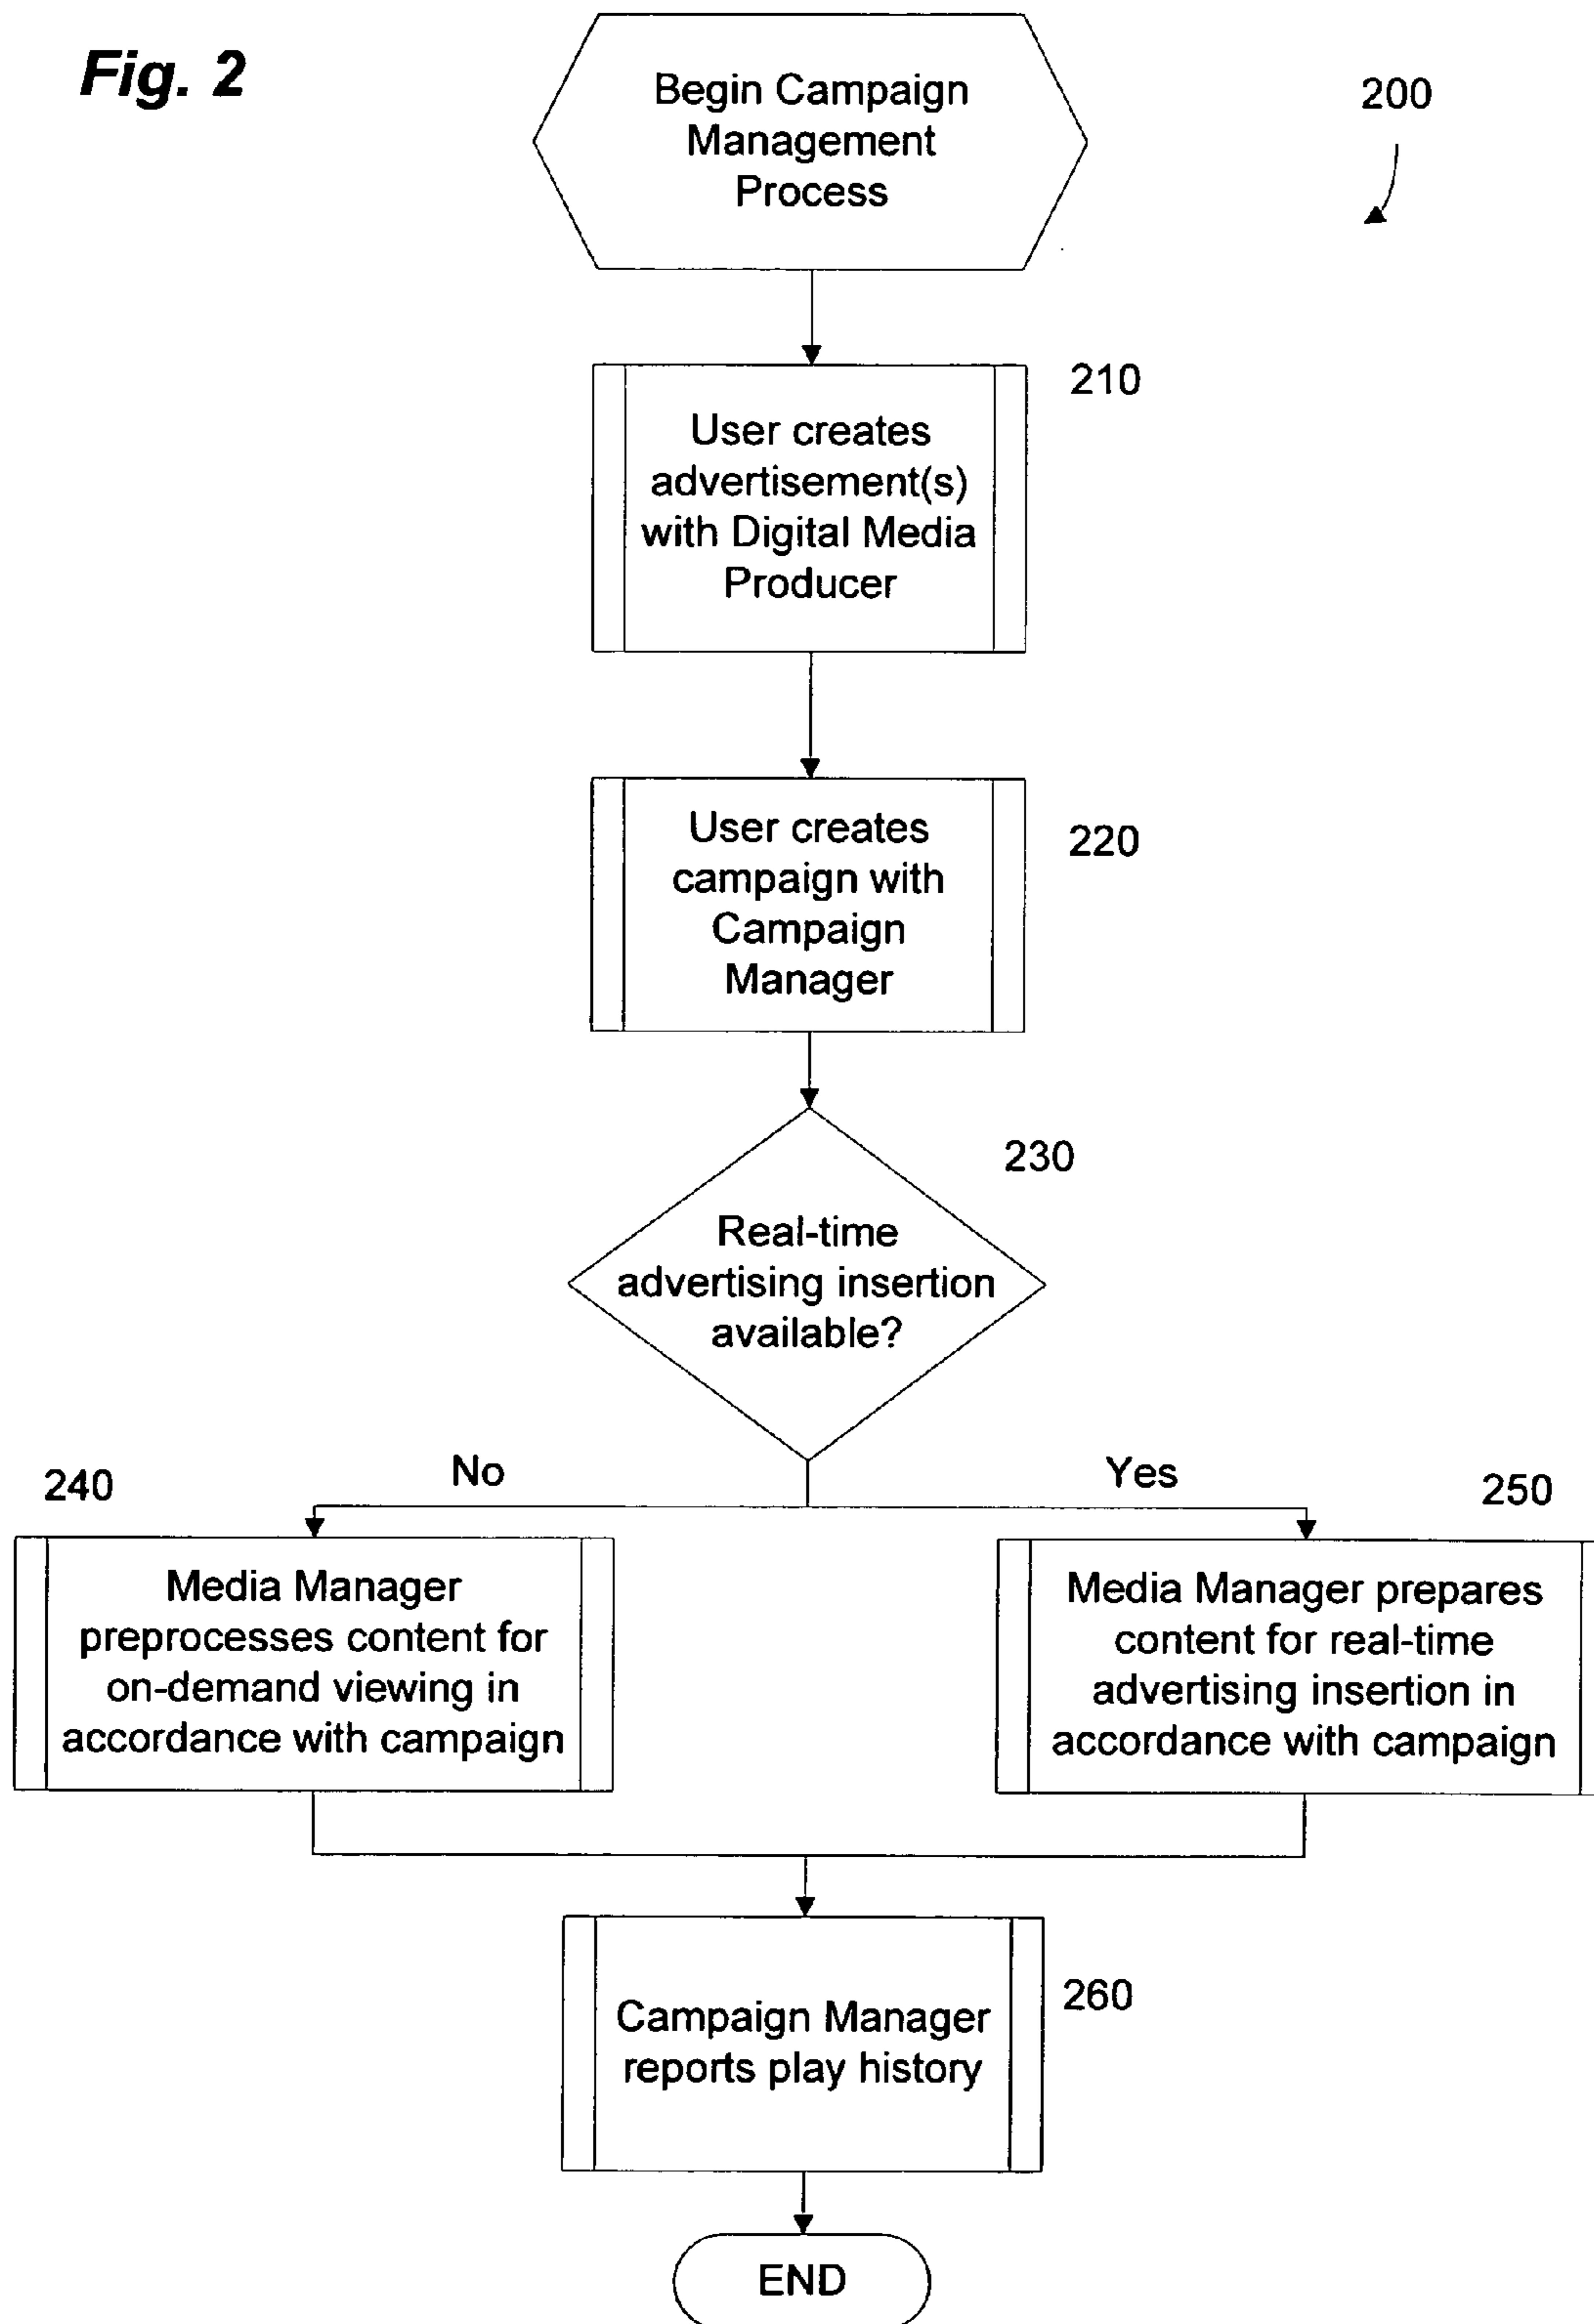 Fig. 2
Begin Campaign
Management
Process
200
210
User creates
advertisement(s)
with Digital Media
Producer
220
User creates
campaign with
Campaign
Manager
230
Real-time
advertising insertion
available?
No
Yes
240
250
Media Manager
preprocesses content for
on-demand viewing in
accordance with campaign
Media Manager prepares
content for real-time
advertising insertion in
accordance with campaign
260
Campaign Manager
reports play history
END